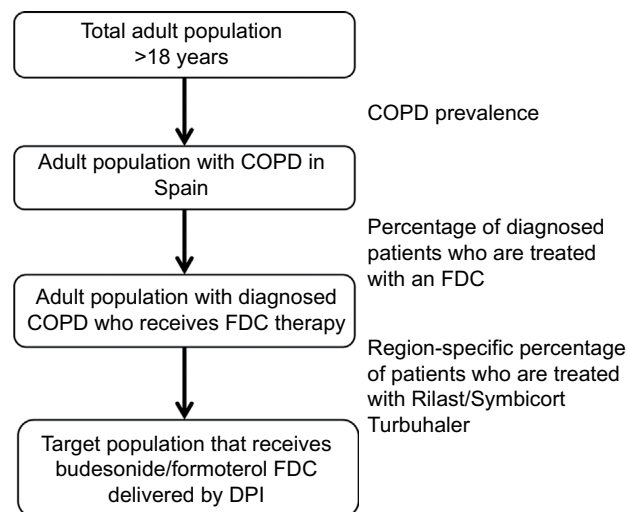 Total adult population
>18 years
COPD prevalence
Adult population with COPD in
Spain
Percentage of diagnosed
patients who are treated
with an FDC
Adult population with diagnosed
COPD who receives FDC therapy
Region-specific percentage
of patients who are treated
with Rilast/Symbicort
Turbuhaler
Target population that receives
budesonide/formoterol FDC
delivered by DPI